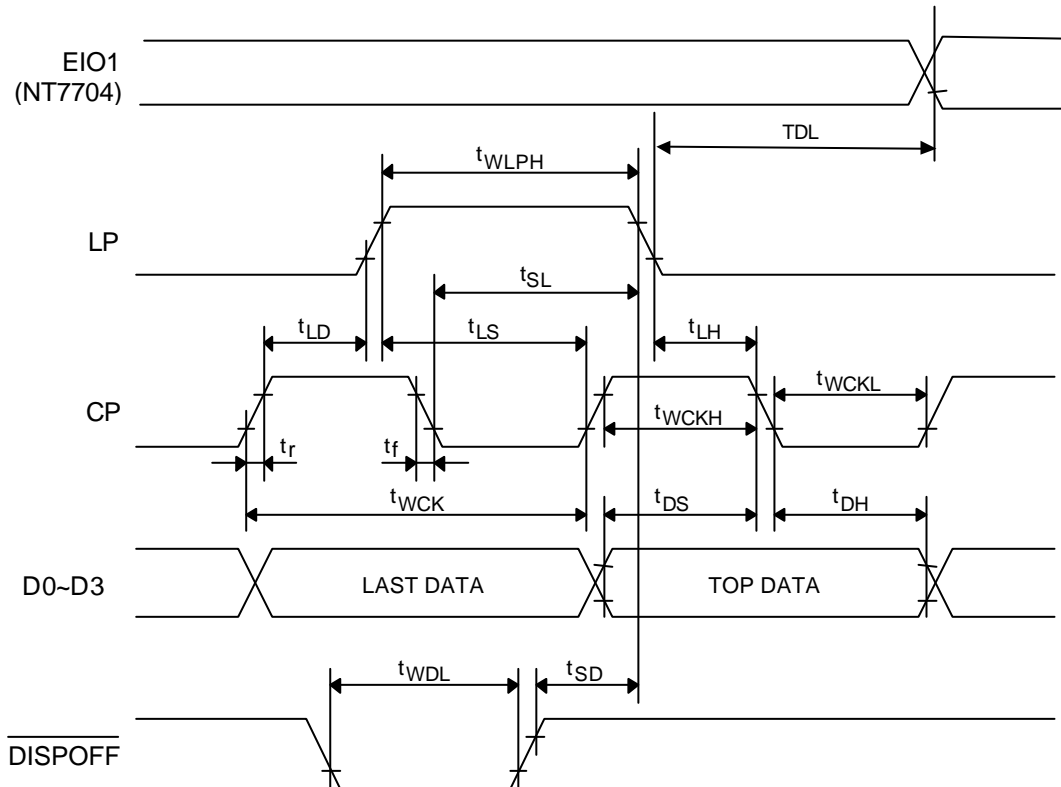 EIO1
(NT7704)
TDL
tWLPH
LP
tSL
tLD
tLS
tLH
tWCKL
CP
tWCKH
tr
tf
tWCK
tDS
tDH
D0~D3
LAST DATA
TOP DATA
tWDL
tSD
DISPOFF